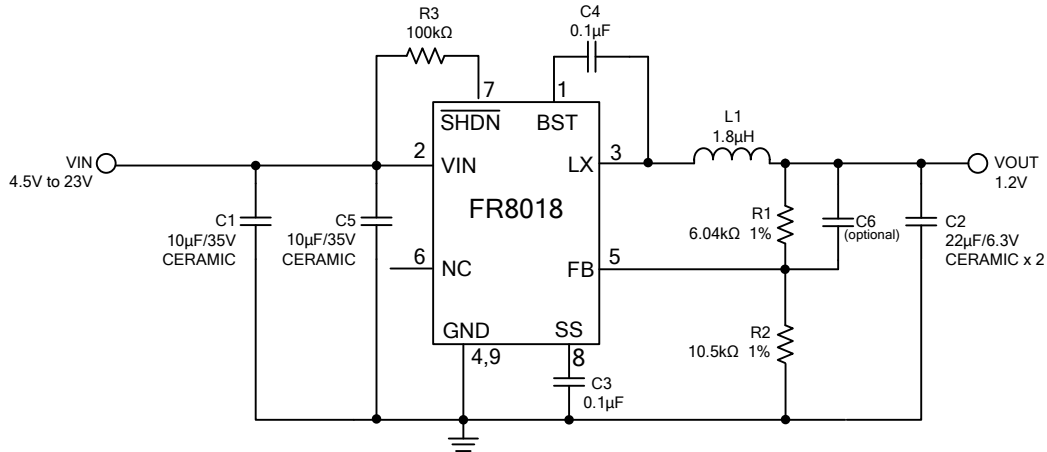 R3
100kΩ
C4
0.1µF
7
1
SHDN
BST
L1
1.8µH
VIN
4.5V to 23V
2
VIN
LX
3
VOUT
1.2V
FR8018
C1
10µF/35V
CERAMIC
C5
10µF/35V
CERAMIC
R1
6.04kΩ 1%
C6
(optional)
C2
22µF/6.3V
CERAMIC x 2
6
NC
FB
5
GND
SS
4,9
8
R2
10.5kΩ 1%
C3
0.1µF